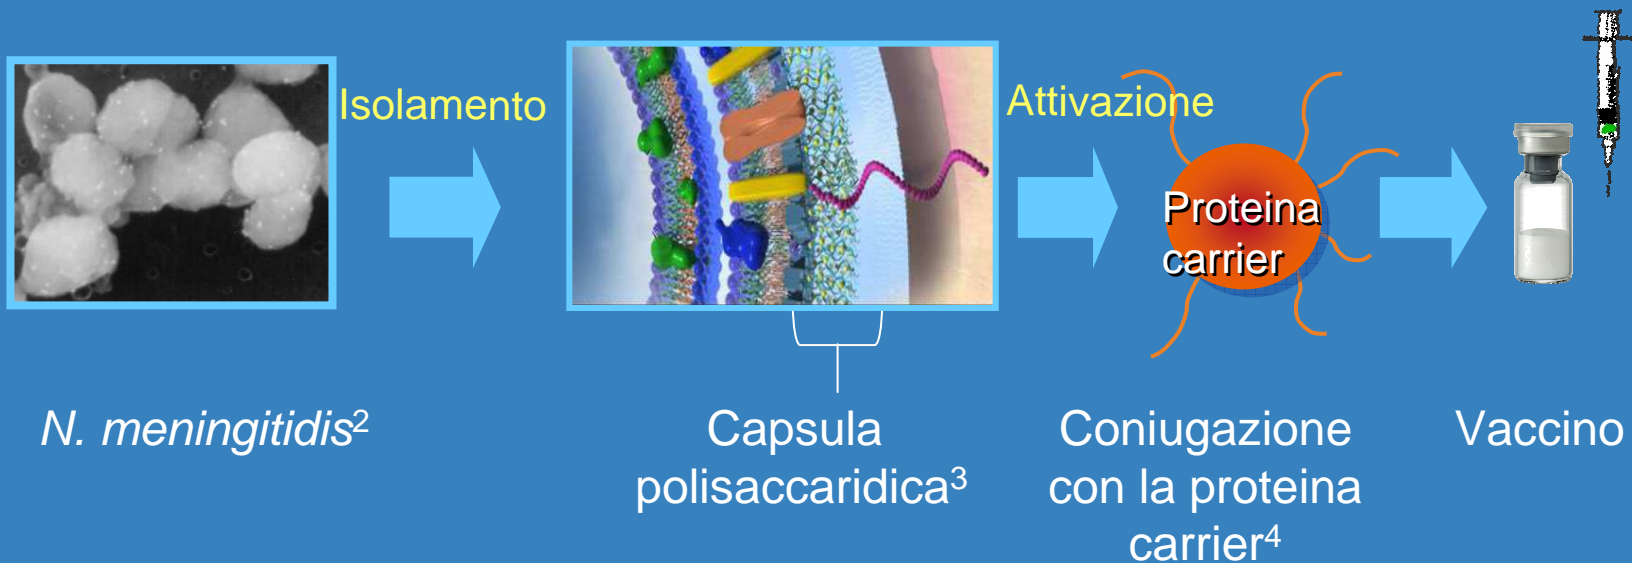 Isolamento
Attivazione
Proteina
carrier
N. meningitidis²
Capsula
polisaccaridica³
Coniugazione
con la proteina
carrier⁴
Vaccino